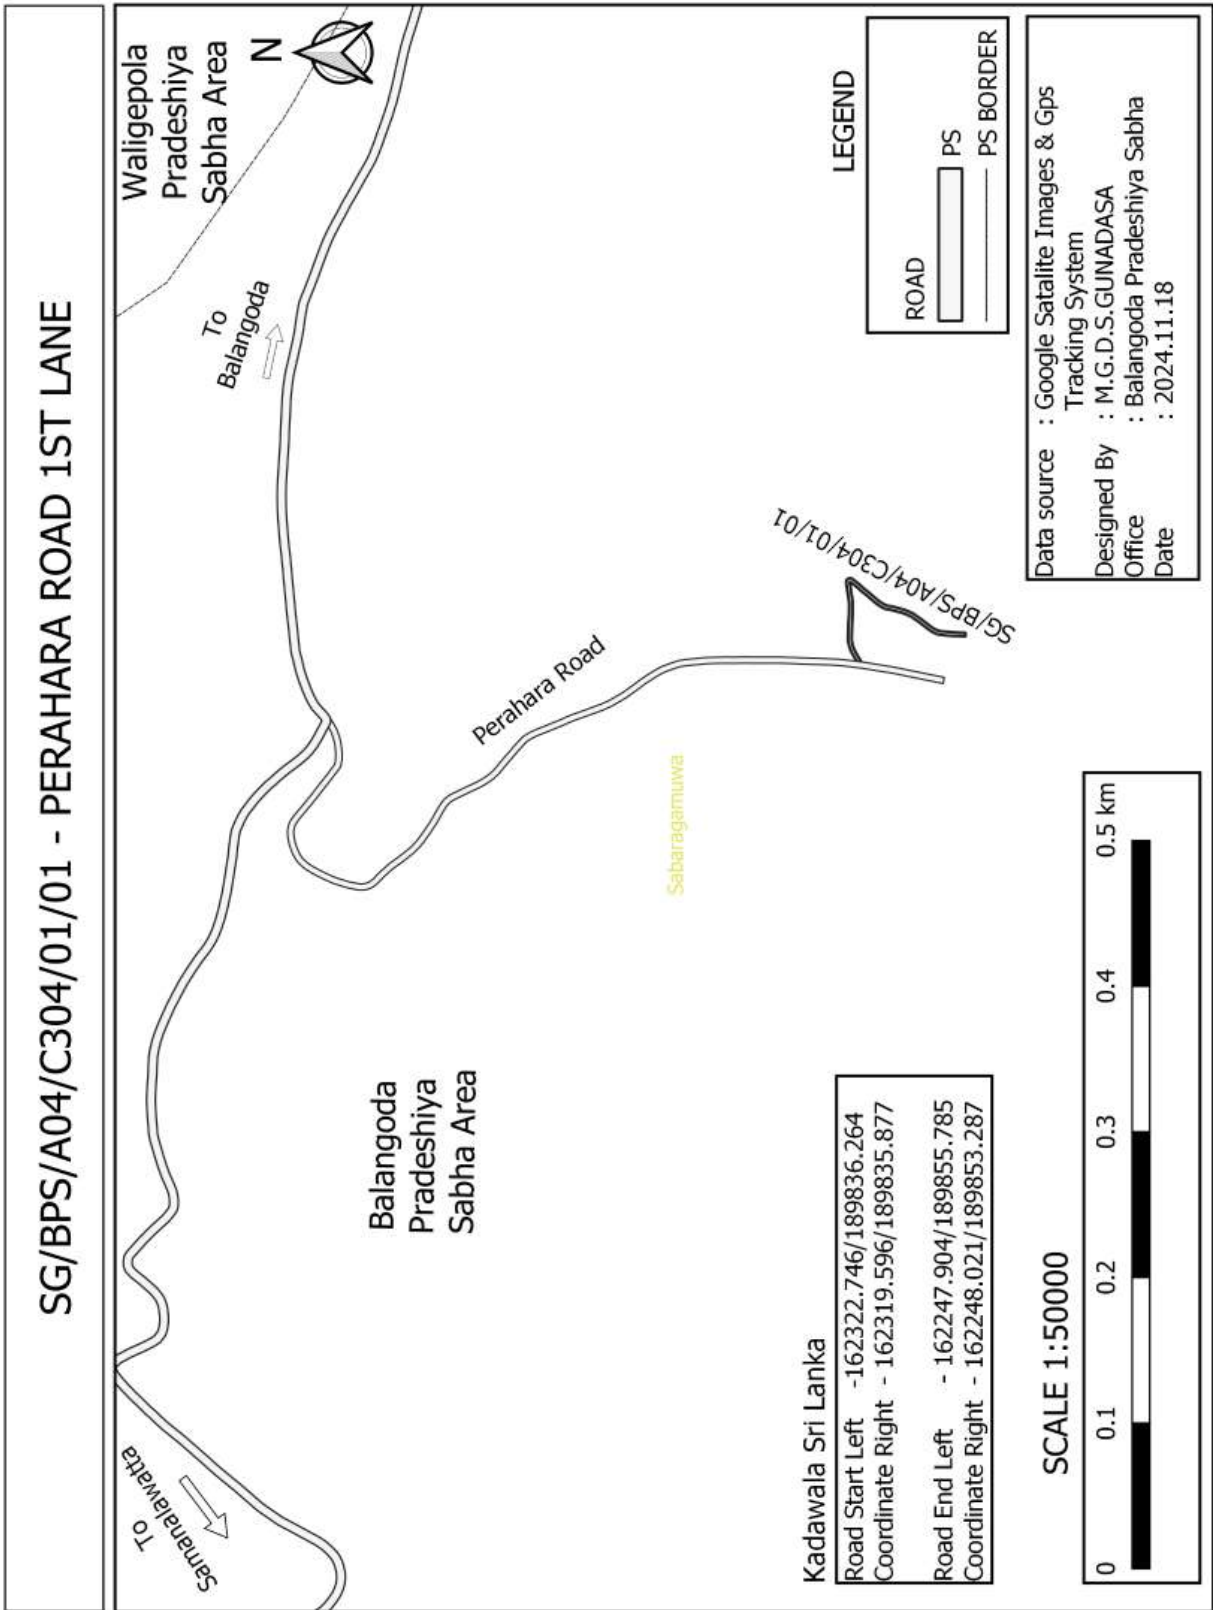 SG/BPS/A04/C304/01/01 - PERAHARA ROAD 1ST LANE
Waligepola
Pradeshiya
Sabha Area
N
To
Balangoda
To
Samanalawatta
Perahara Road
SG/BPS/A04/C304/01/01
Sabaragamuwa
Balangoda
Pradeshiya
Sabha Area
LEGEND
ROAD
PS
PS BORDER
Kadawala Sri Lanka
Road Start Left -162322.746/189836.264
Coordinate Right - 162319.596/189835.877
Road End Left - 162247.904/189855.785
Coordinate Right - 162248.021/189853.287
Data source : Google Satalite Images & Gps
Tracking System
Designed By : M.G.D.S.GUNADASA
Office : Balangoda Pradeshiya Sabha
Date : 2024.11.18
SCALE 1:50000
0 0.1 0.2 0.3 0.4 0.5 km